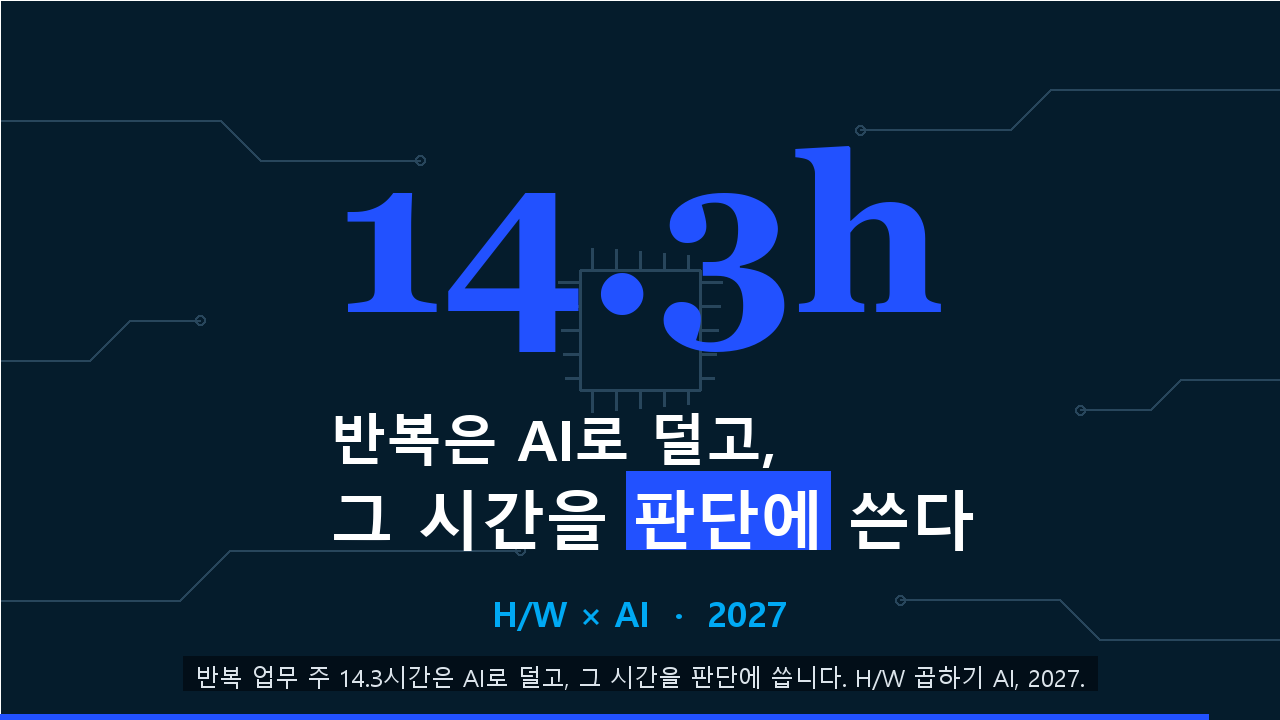 14.3h
반복은 AI로 덜고,
그 시간을 판단에 쓴다
H/W × AI · 2027
반복 업무 주 14.3시간은 AI로 덜고, 그 시간을 판단에 씁니다. H/W 곱하기 AI, 2027.